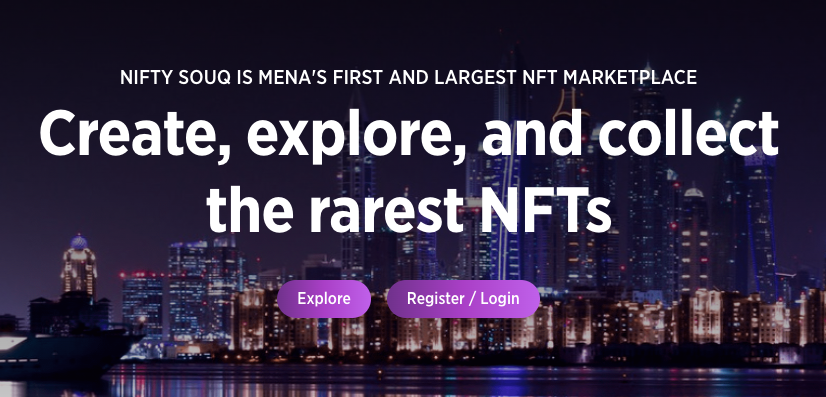 NIFTY SOUQ IS MENA'S FIRST AND LARGEST NFT MARKETPLACE
Create, explore, and collect
the rarest NFTs
Explore
Register / Login